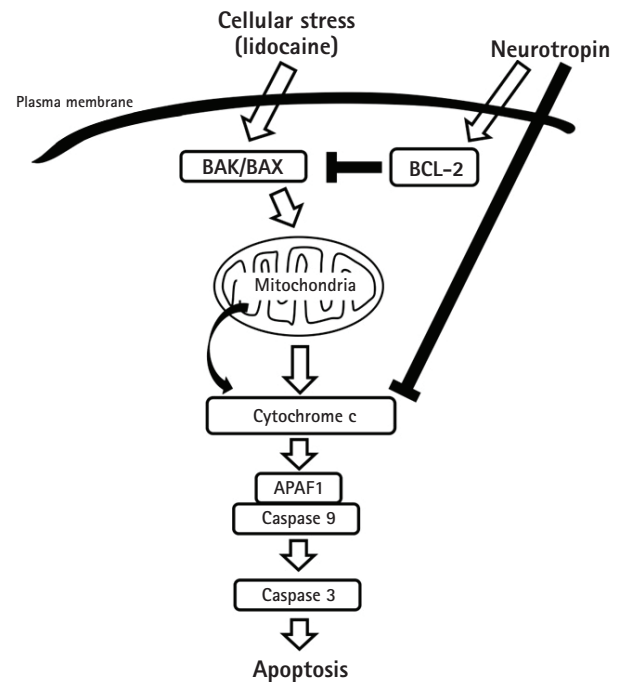 Cellular stress
(lidocaine)
Neurotropin
Plasma membrane
BAK/BAX
BCL-2
Mitochondria
Cytochrome c
APAF1
Caspase 9
Caspase 3
Apoptosis